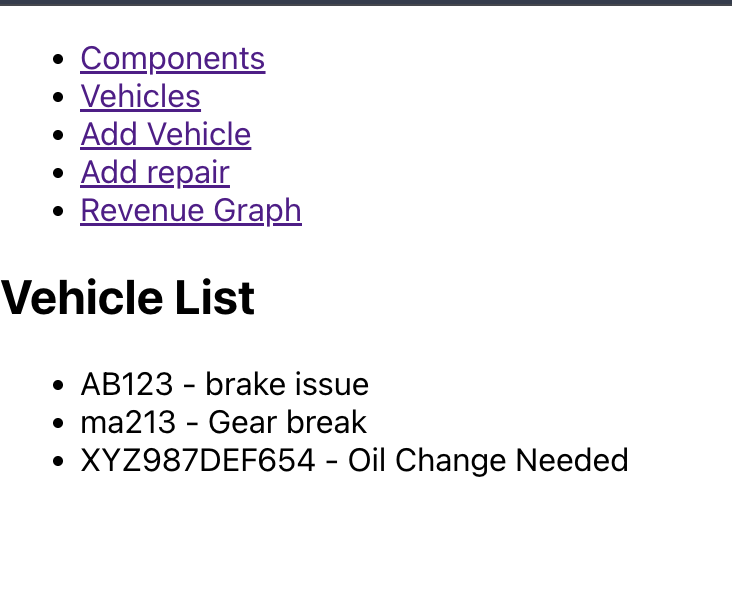 Components
Vehicles
Add Vehicle
Add repair
Revenue Graph
Vehicle List
AB123 - brake issue
ma213 - Gear break
XYZ987DEF654 - Oil Change Needed